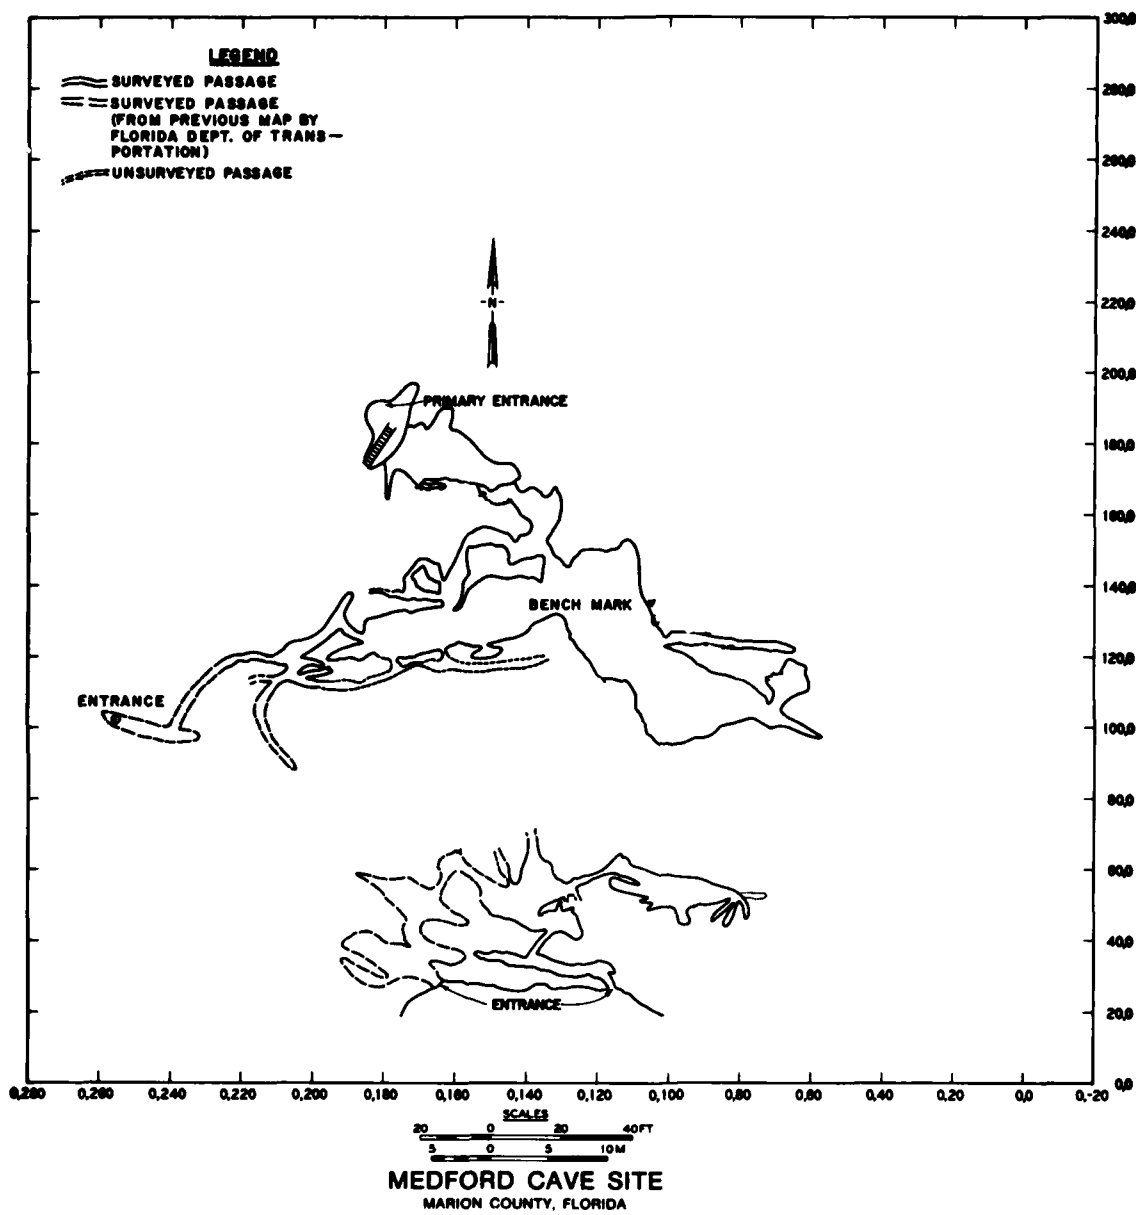 LEGEND
SURVEYED PASSAGE
SURVEYED PASSAGE
(FROM PREVIOUS MAP BY
FLORIDA DEPT. OF TRANS-
PORTATION)
UNSURVEYED PASSAGE
300,0
280,0
260,0
240,0
-N-
220,0
200,0
PRIMARY ENTRANCE
180,0
160,0
140,0
BENCH MARK
120,0
ENTRANCE
100,0
80,0
60,0
40,0
ENTRANCE
20,0
0,0
0,280 0,260 0,240 0,220 0,200 0,180 0,160 0,140 0,120 0,100 0,80 0,60 0,40 0,20 0,0 0,-20
SCALES
20 0 20 40 FT
5 0 5 10 M
MEDFORD CAVE SITE
MARION COUNTY, FLORIDA